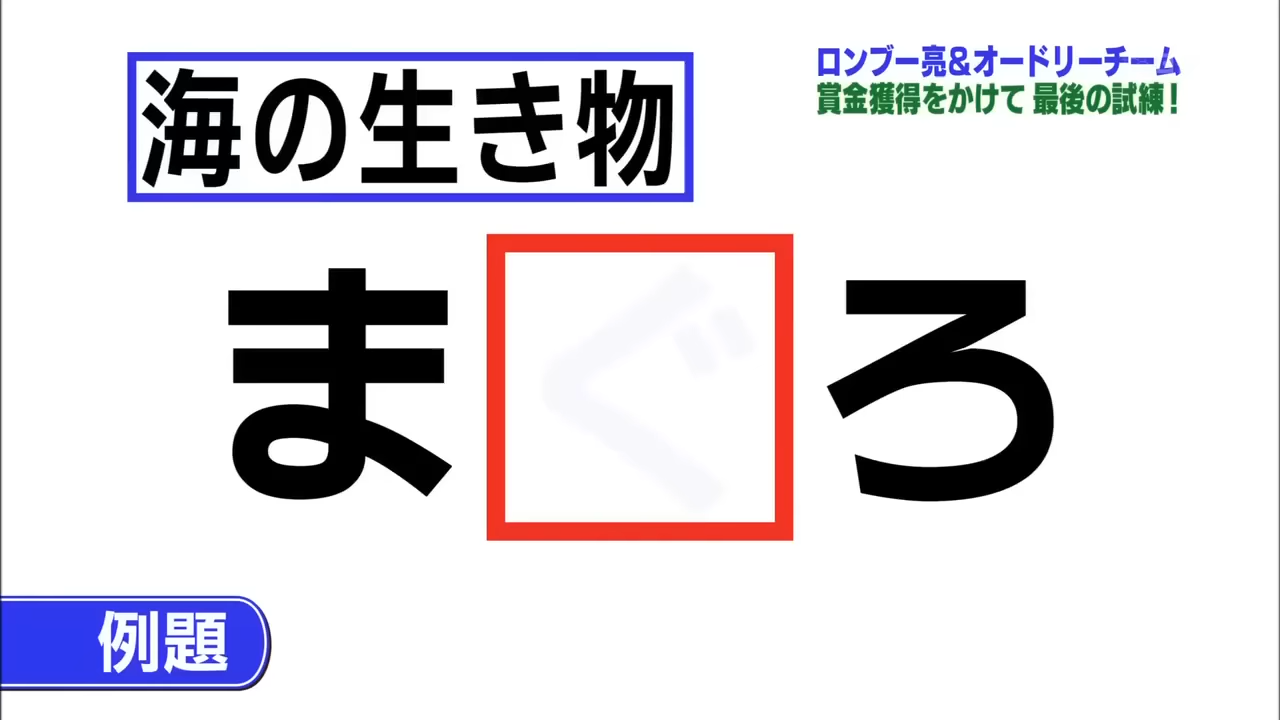 海の生き物
ロンブー亮&オードリーチーム
賞金獲得をかけて 最後の試練!
まぐろ
例題